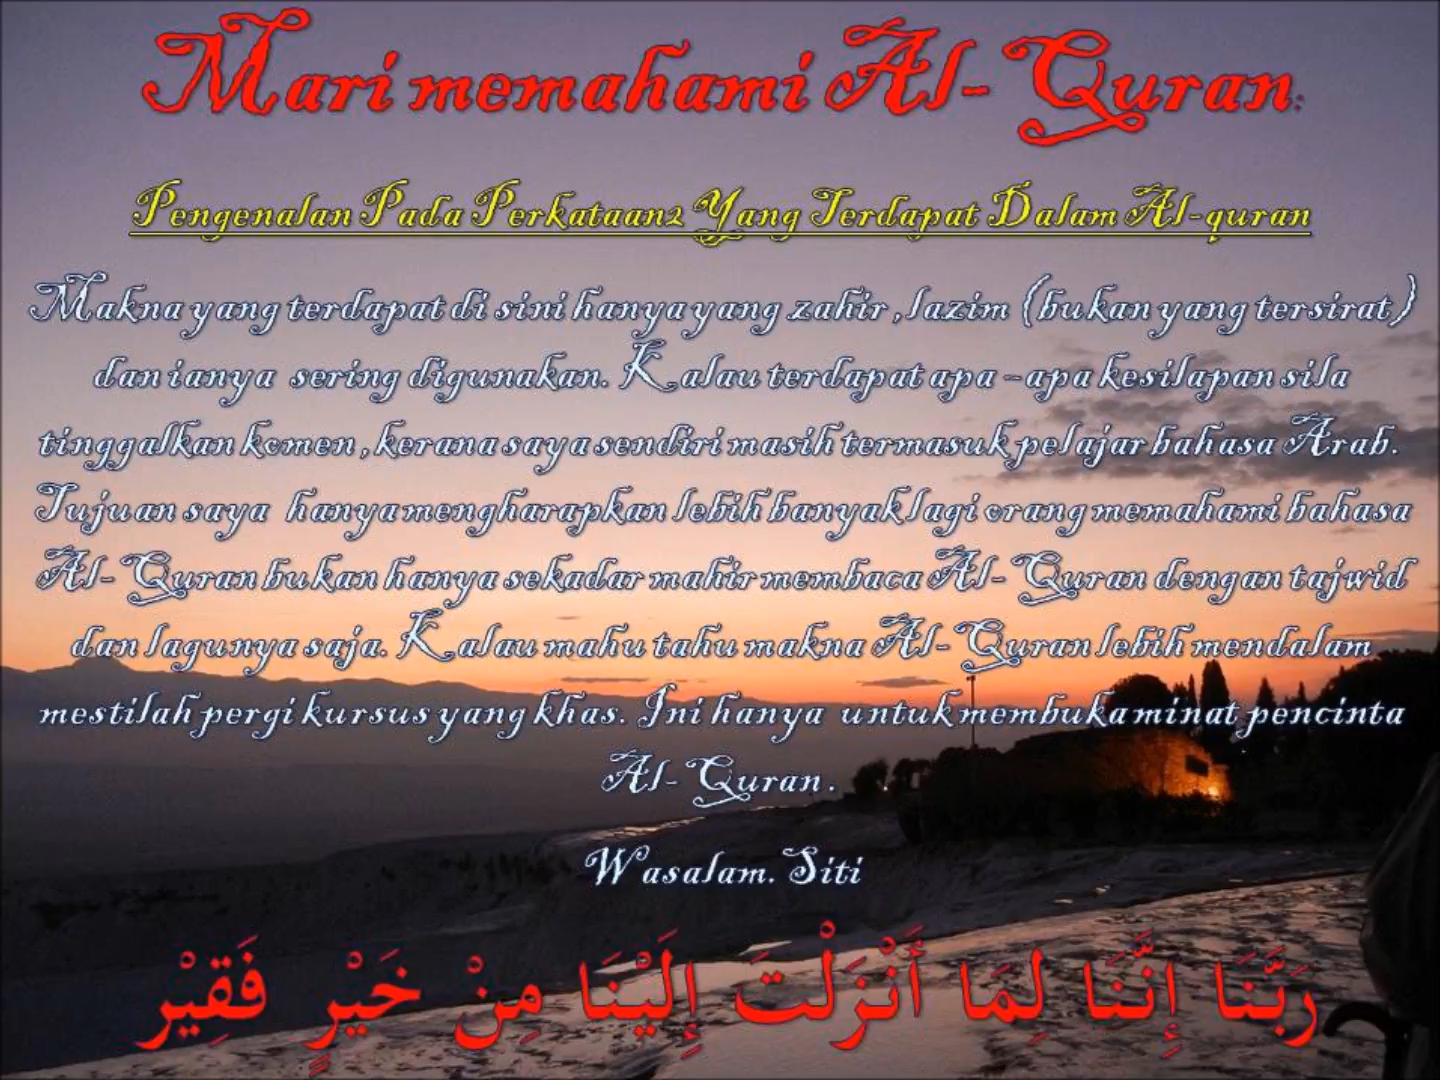 Mari memahami Al-Quran:
Pengenalan Pada Perkataan2 Yang Terdapat Dalam Al-quran
Makna yang terdapat di sini hanya yang zahir, lazim (bukan yang tersirat)
dan ianya sering digunakan. Kalau terdapat apa-apa kesilapan sila
tinggalkan komen, kerana saya sendiri masih termasuk pelajar bahasa Arab.
Tujuan saya hanya mengharapkan lebih banyak lagi orang memahami bahasa
Al-Quran bukan hanya sekadar mahir membaca Al-Quran dengan tajwid
dan lagunya saja. Kalau mahu tahu makna Al-Quran lebih mendalam
mestilah pergi kursus yang khas. Ini hanya untuk membuka minat pencinta
Al-Quran.
Wasalam. Siti
رَبَّنَا إِنَّنَا لِمَا أَنْزَلْتَ إِلَيْنَا مِنْ خَيْرٍ فَقِيْر